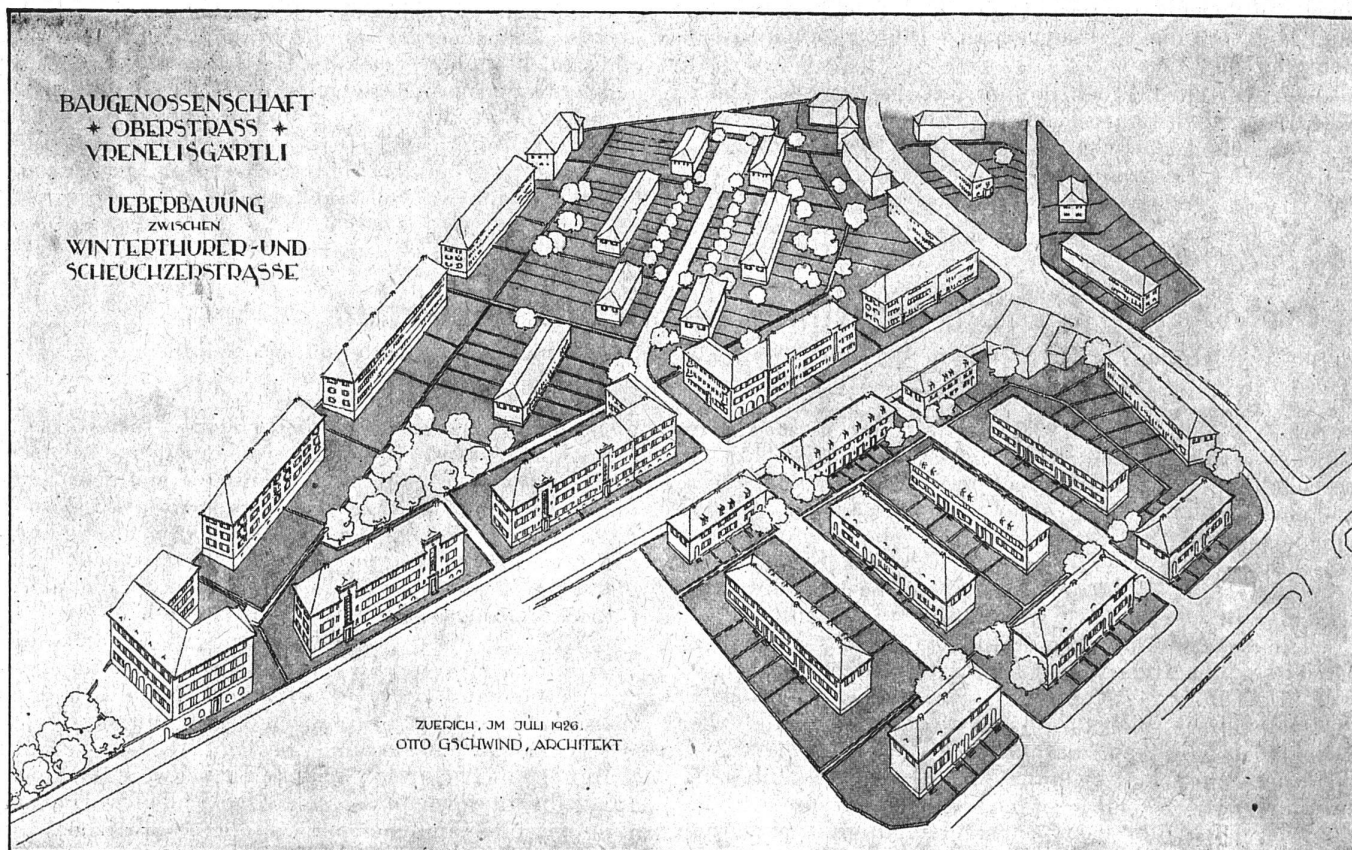 BAUGENOSSENSCHAFT
* OBERSTRASS *
VRENELISGÄRTLI
UEBERBAUUNG
ZWISCHEN
WINTERTHURER-UND
SCHEUCHZERSTRASSE
ZUERICH, IM JULI 1926.
OTTO GSCHWIND, ARCHITEKT